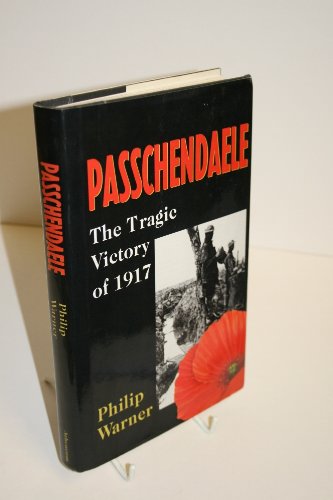 PASSCHENDAELE
The Tragic
Victory
of 1917
Philip
Warner
PASSCHENDAELE
Philip
Warner